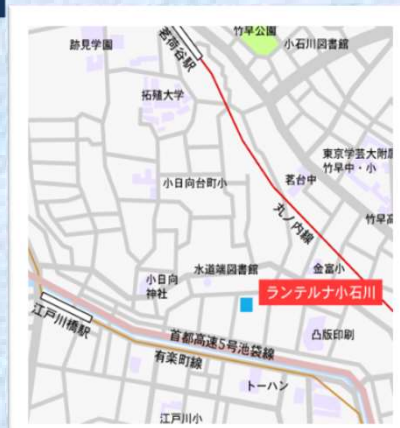 竹早公園
跡見学園
小石川図書館
茗荷谷駅
拓殖大学
東京学芸大附属
竹早中・小
小日向台町小
茗台中
丸ノ内線
竹早高
水道端図書館
金富小
小日向
神社
ランテルナ小石川
江戸川橋駅
首都高速5号池袋線
凸版印刷
有楽町線
トーハン
江戸川小